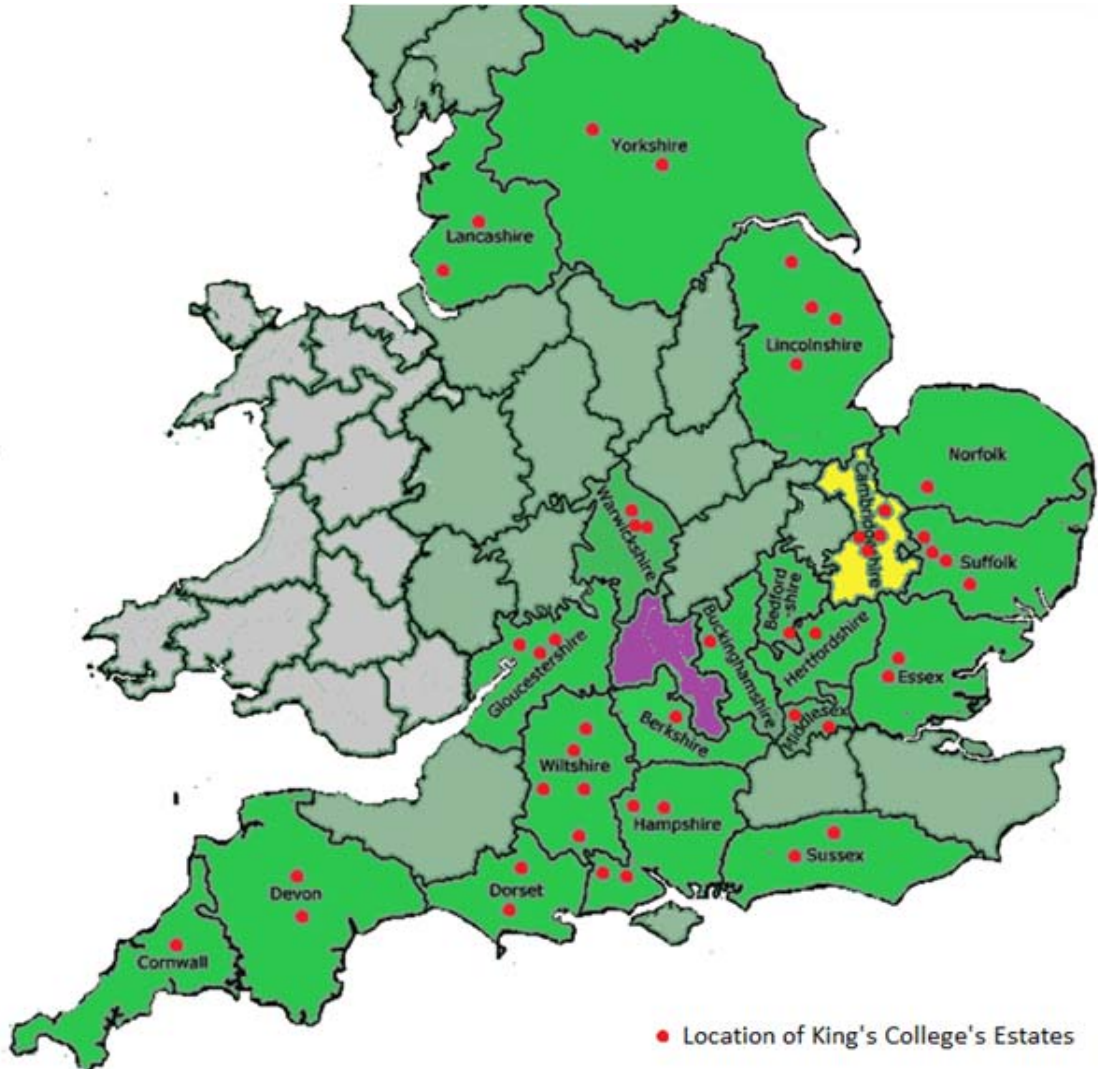 Yorkshire
Lancashire
Lincolnshire
Norfolk
Cambridgeshire
Warwickshire
Suffolk
Bedford
-shire
Buckinghamshire
Hertfordshire
Gloucestershire
Essex
Middlesex
Berkshire
Wiltshire
Hampshire
Sussex
Devon
Dorset
Cornwall
Location of King's College's Estates